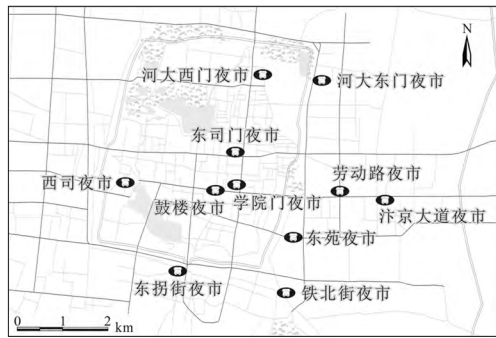 N
河大西门夜市
河大东门夜市
东司门夜市
西司夜市
劳动路夜市
鼓楼夜市
学院门夜市
汴京大道夜市
东苑夜市
东拐街夜市
铁北街夜市
0 1 2
km